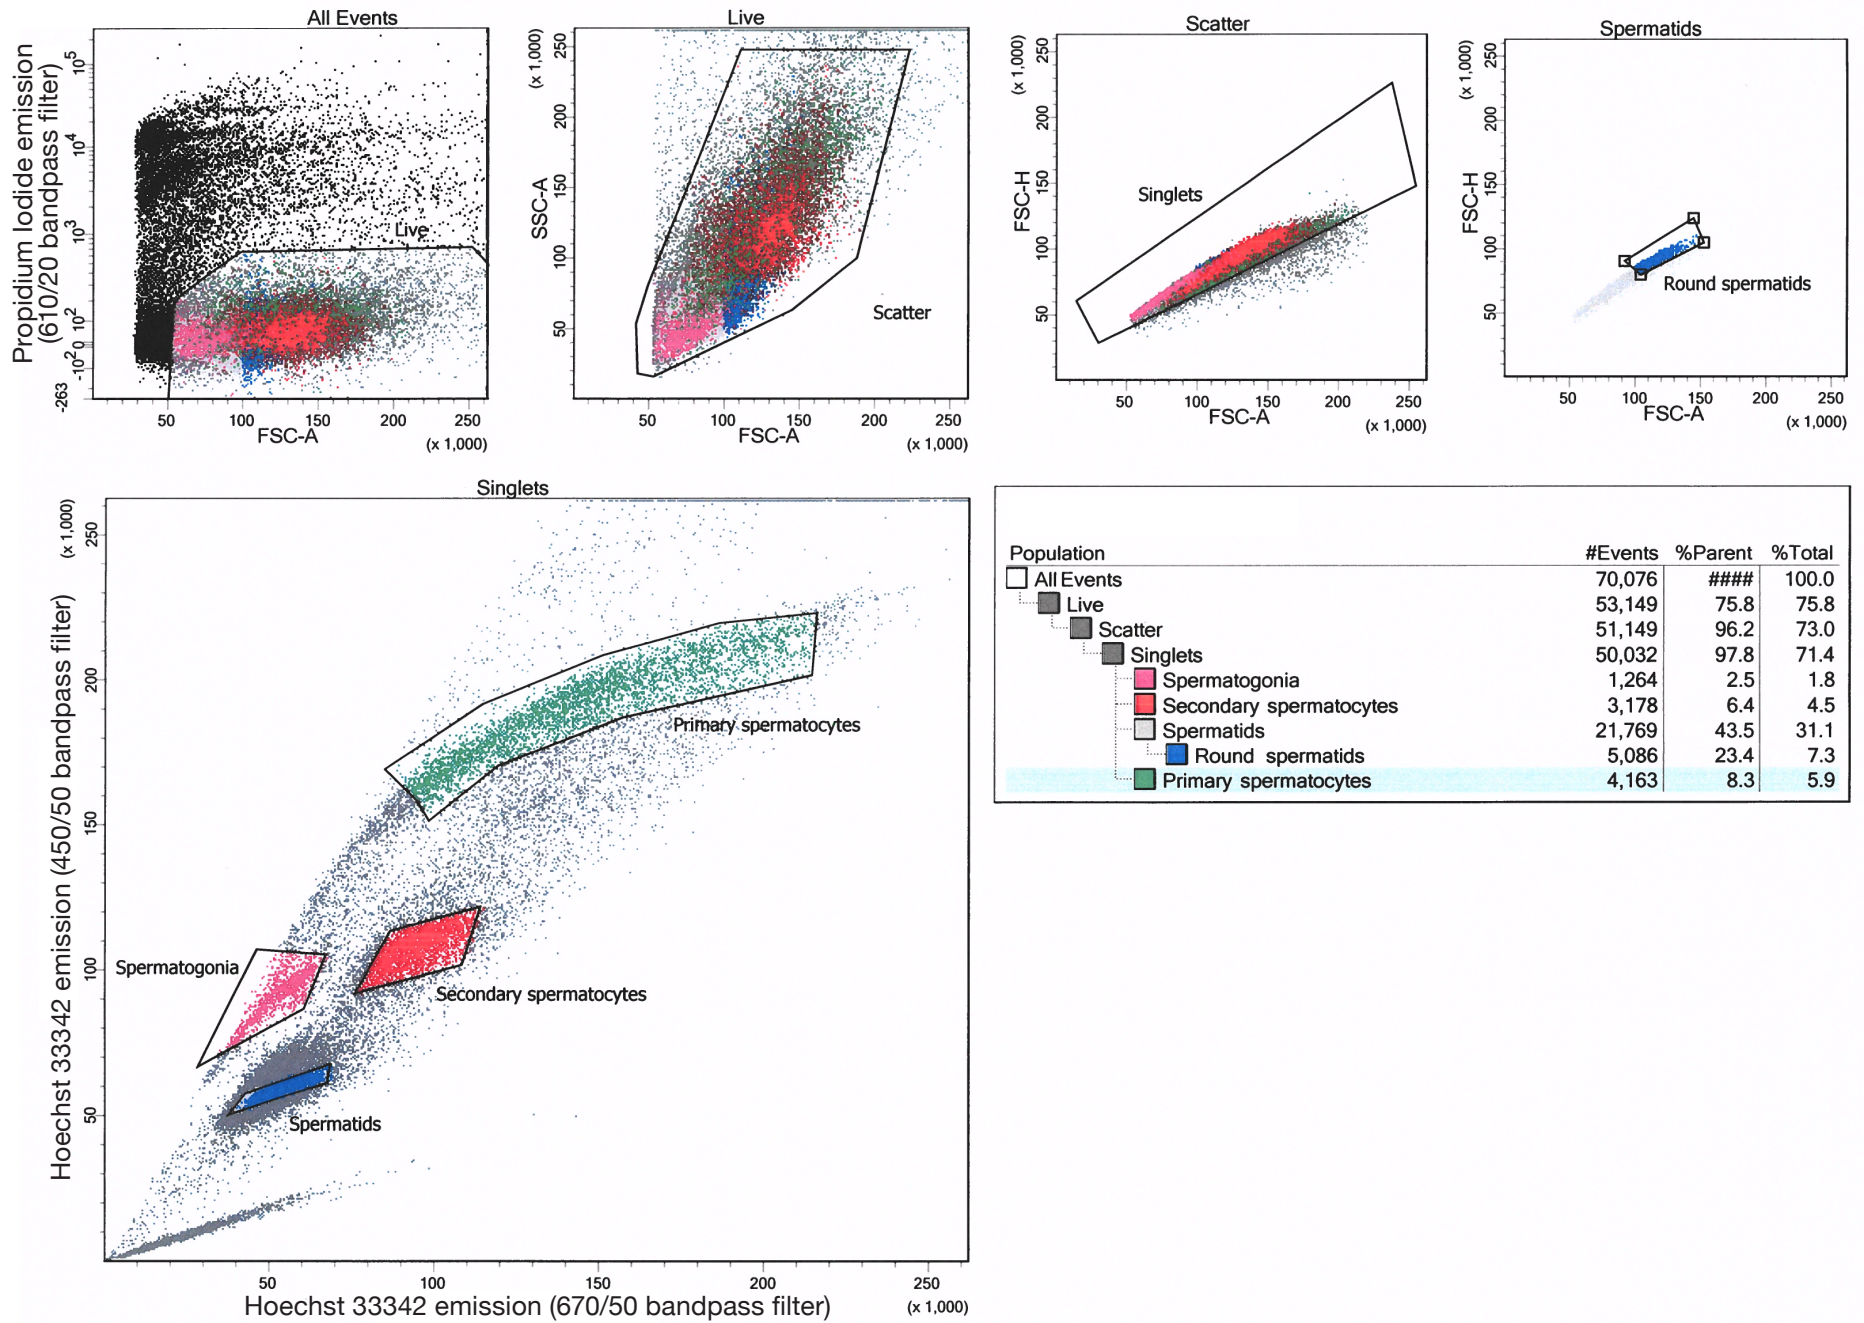 All Events
Propidium Iodide emission
(610/20 bandpass filter)
10^5
10^4
10^3
10^2
0
-10^2
-263
Live
50 100 150 200 250
FSC-A
(x 1,000)
Live
(x 1,000)
SSC-A
250
200
150
100
50
Scatter
50 100 150 200 250
FSC-A
(x 1,000)
Scatter
(x 1,000)
FSC-H
250
200
150
100
50
Singlets
50 100 150 200 250
FSC-A
(x 1,000)
Spermatids
(x 1,000)
FSC-H
250
200
150
100
50
Round spermatids
50 100 150 200 250
FSC-A
(x 1,000)
Singlets
(x 1,000)
Hoechst 33342 emission (450/50 bandpass filter)
250
200
150
100
50
Primary spermatocytes
Spermatogonia
Secondary spermatocytes
Spermatids
50 100 150 200 250
Hoechst 33342 emission (670/50 bandpass filter)
(x 1,000)
Population #Events %Parent %Total
All Events 70,076 #### 100.0
Live 53,149 75.8 75.8
Scatter 51,149 96.2 73.0
Singlets 50,032 97.8 71.4
Spermatogonia 1,264 2.5 1.8
Secondary spermatocytes 3,178 6.4 4.5
Spermatids 21,769 43.5 31.1
Round spermatids 5,086 23.4 7.3
Primary spermatocytes 4,163 8.3 5.9